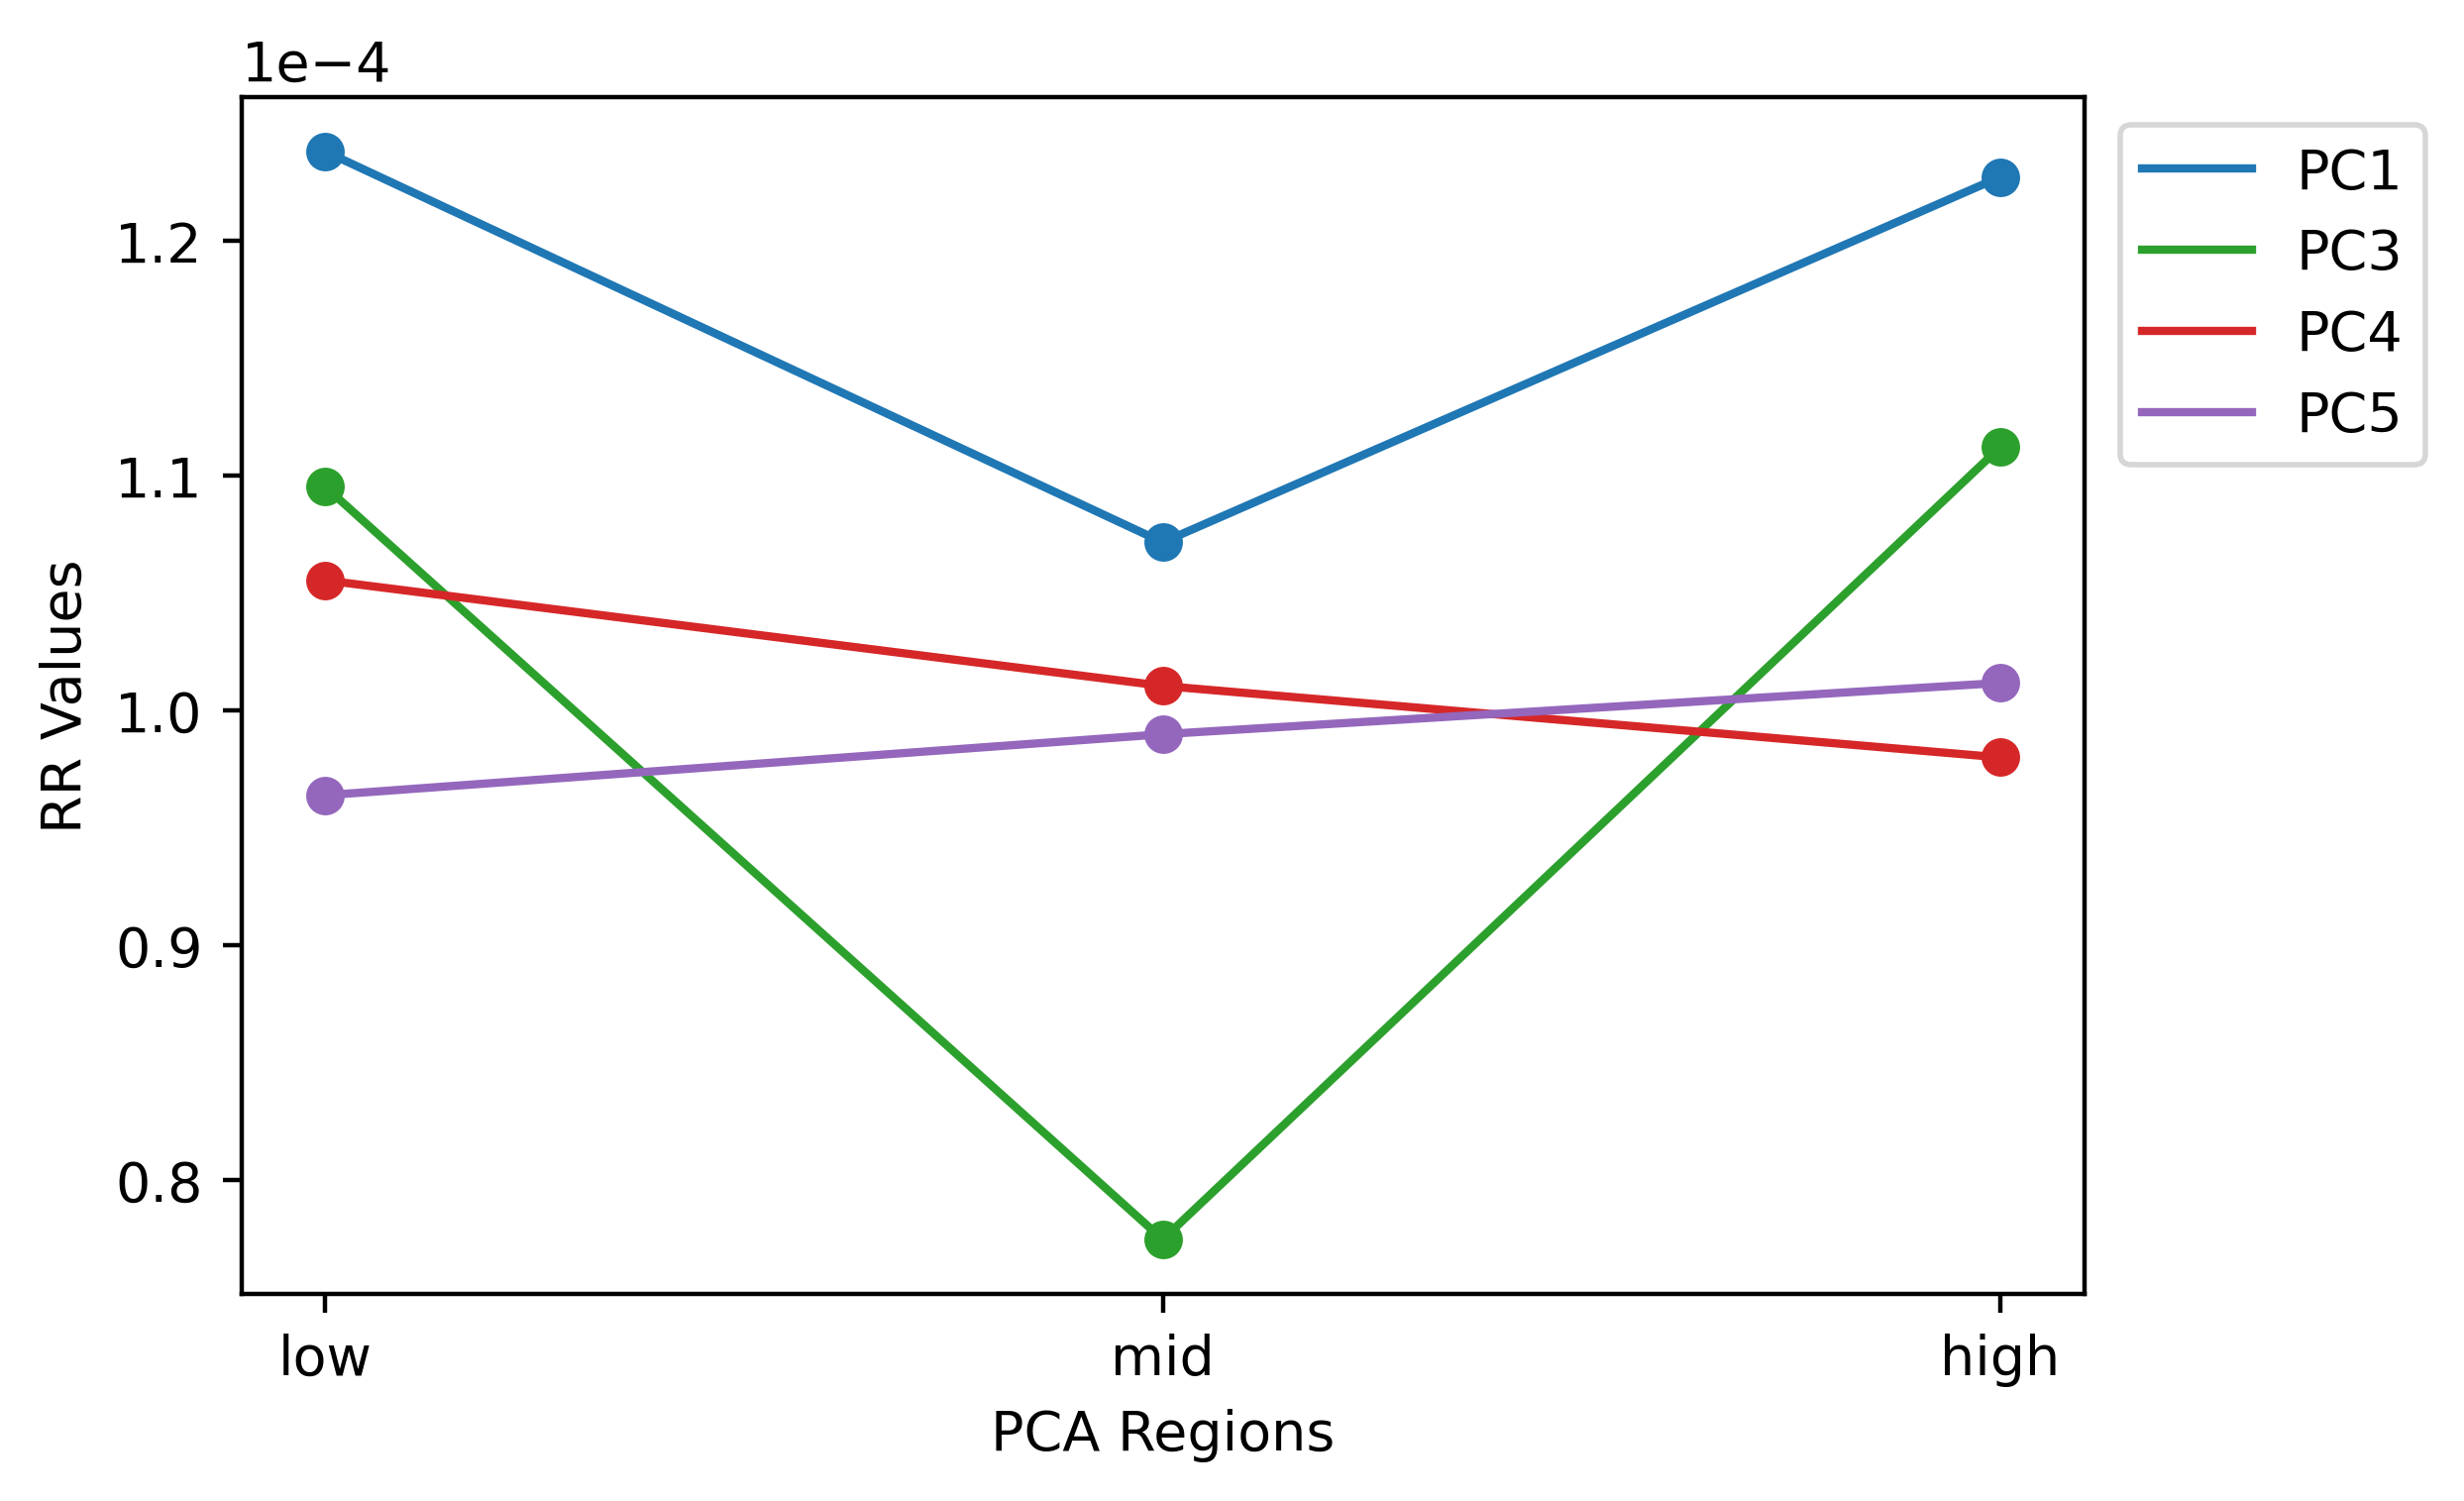 1e−4
1.2
1.1
1.0
0.9
0.8
RR Values
low mid high
PCA Regions
PC1
PC3
PC4
PC5